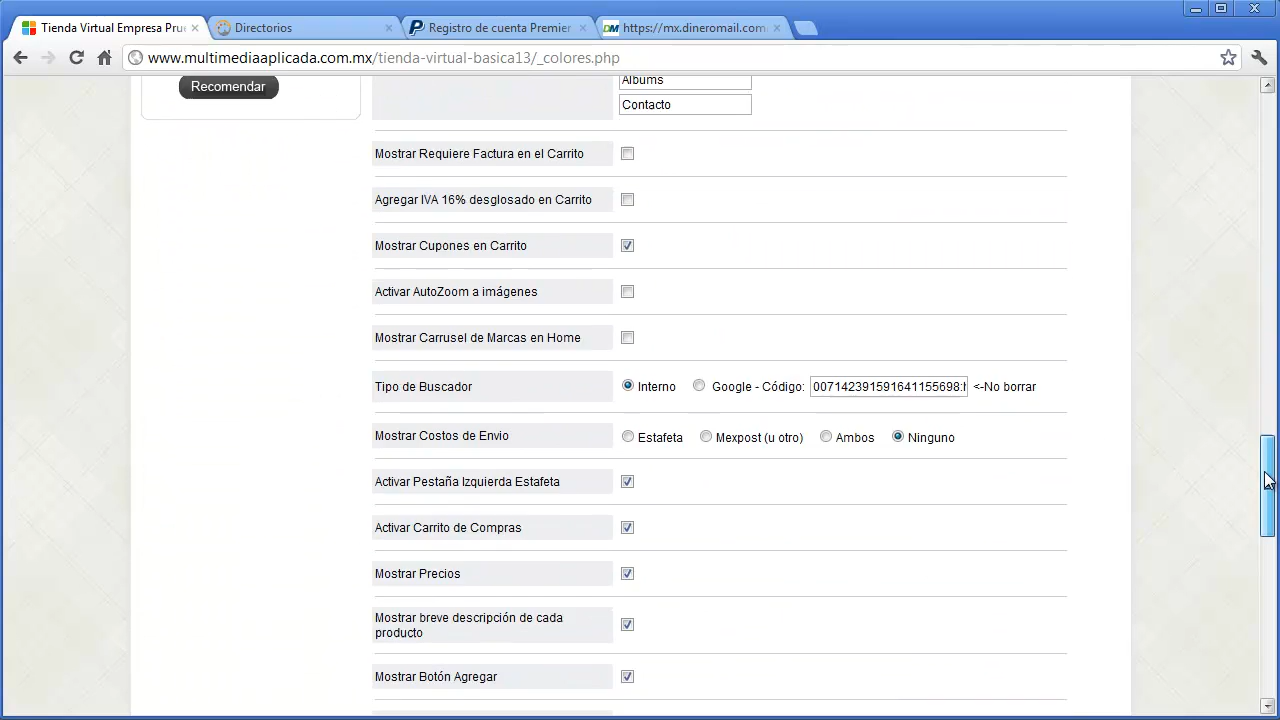 Tienda Virtual Empresa Pru
Directorios
Registro de cuenta Premier
https://mx.dineromail.com
www.multimediaaplicada.com.mx/tienda-virtual-basica13/_colores.php
Recomendar
Albums
Contacto
Mostrar Requiere Factura en el Carrito
Agregar IVA 16% desglosado en Carrito
Mostrar Cupones en Carrito
Activar AutoZoom a imágenes
Mostrar Carrusel de Marcas en Home
Tipo de Buscador Interno Google - Código: 007142391591641155698: <-No borrar
Mostrar Costos de Envio Estafeta Mexpost (u otro) Ambos Ninguno
Activar Pestaña Izquierda Estafeta
Activar Carrito de Compras
Mostrar Precios
Mostrar breve descripción de cada
producto
Mostrar Botón Agregar